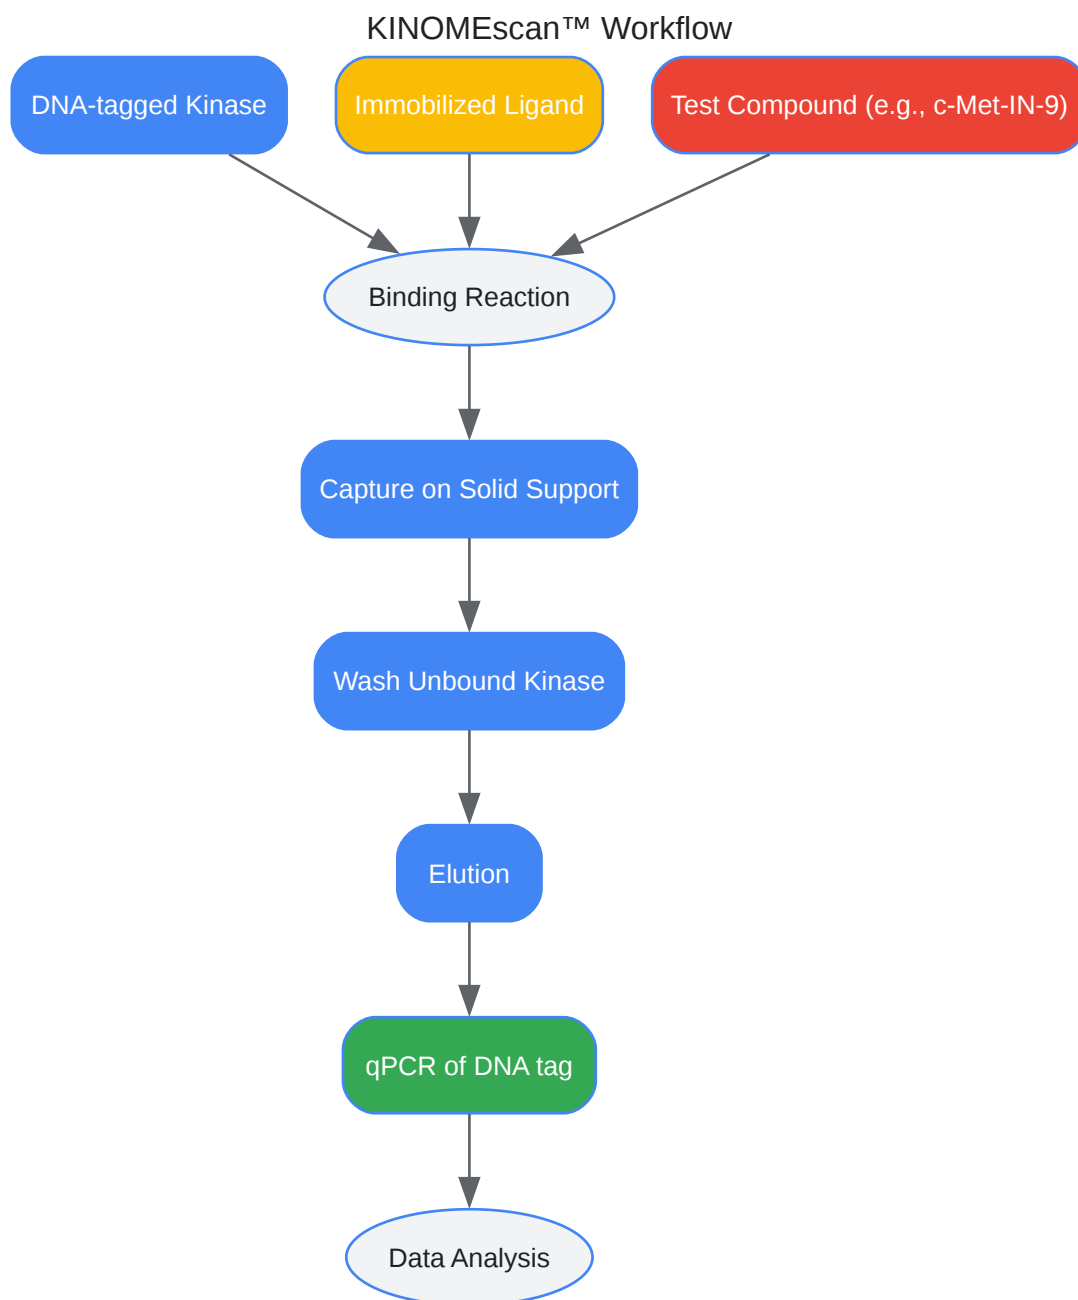 KINOMEscan™ Workflow
DNA-tagged Kinase
Immobilized Ligand
Test Compound (e.g., c-Met-IN-9)
Binding Reaction
Capture on Solid Support
Wash Unbound Kinase
Elution
qPCR of DNA tag
Data Analysis